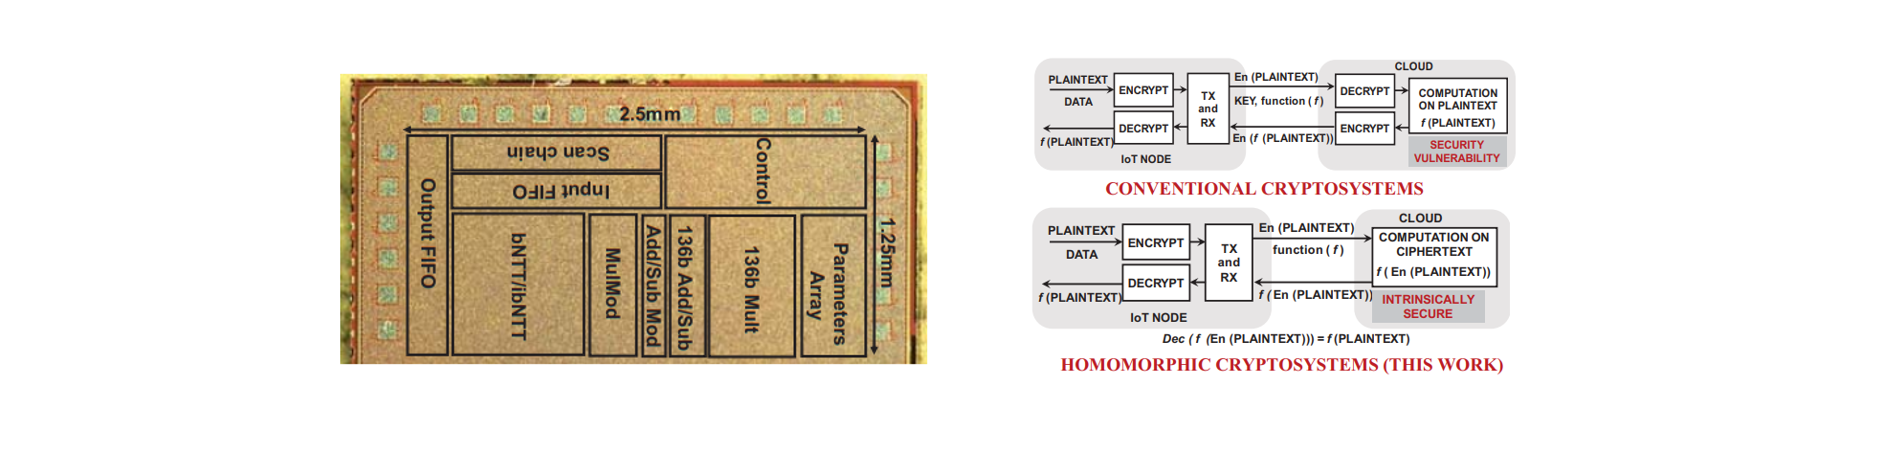 2.5mm
Scan chain
Control
Input FIFO
Output FIFO
1.25mm
bNTT/ibNTT
MulMod
Add/Sub Mod
136b Add/Sub
136b Mult
Parameters
Array
CLOUD
PLAINTEXT
DATA
ENCRYPT
TX
and
RX
En (PLAINTEXT)
KEY, function ( f )
DECRYPT
COMPUTATION
ON PLAINTEXT
f (PLAINTEXT)
f (PLAINTEXT)
DECRYPT
En (f (PLAINTEXT))
ENCRYPT
SECURITY
VULNERABILITY
IoT NODE
CONVENTIONAL CRYPTOSYSTEMS
CLOUD
PLAINTEXT
DATA
ENCRYPT
TX
and
RX
En (PLAINTEXT)
function ( f )
COMPUTATION ON
CIPHERTEXT
f ( En (PLAINTEXT))
f (PLAINTEXT)
DECRYPT
f ( En (PLAINTEXT))
INTRINSICALLY
SECURE
IoT NODE
Dec ( f (En (PLAINTEXT))) = f (PLAINTEXT)
HOMOMORPHIC CRYPTOSYSTEMS (THIS WORK)